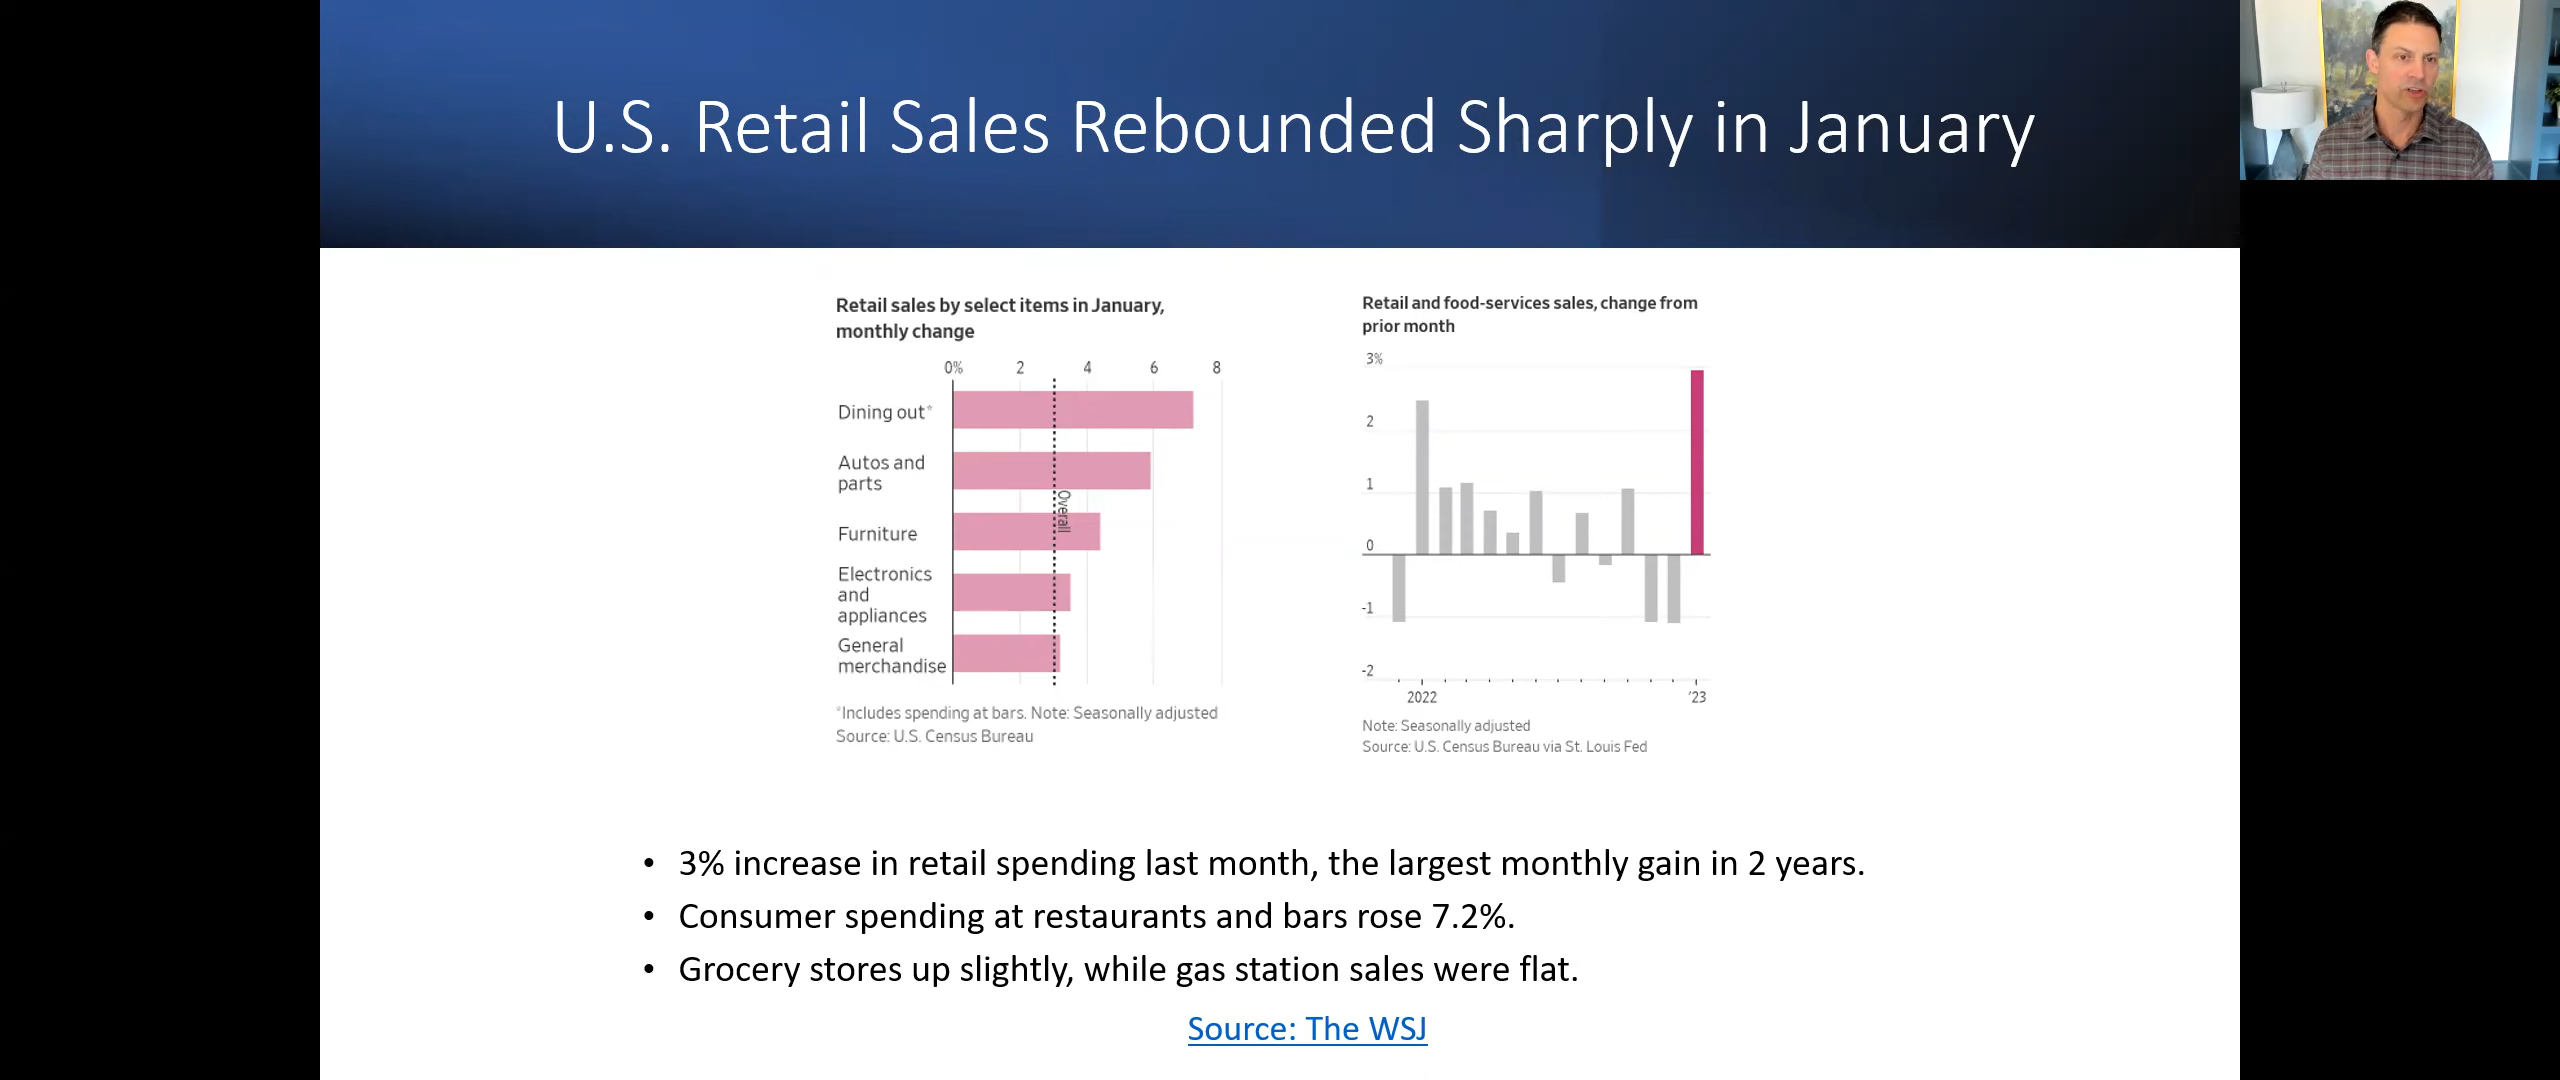 U.S. Retail Sales Rebounded Sharply in January
Retail sales by select items in January,
monthly change
0% 2 4 6 8
Dining out*
Autos and
parts
Overall
Furniture
Electronics
and
appliances
General
merchandise
*Includes spending at bars. Note: Seasonally adjusted
Source: U.S. Census Bureau
Retail and food-services sales, change from
prior month
3%
2
1
0
-1
-2
2022 '23
Note: Seasonally adjusted
Source: U.S. Census Bureau via St. Louis Fed
• 3% increase in retail spending last month, the largest monthly gain in 2 years.
• Consumer spending at restaurants and bars rose 7.2%.
• Grocery stores up slightly, while gas station sales were flat.
Source: The WSJ